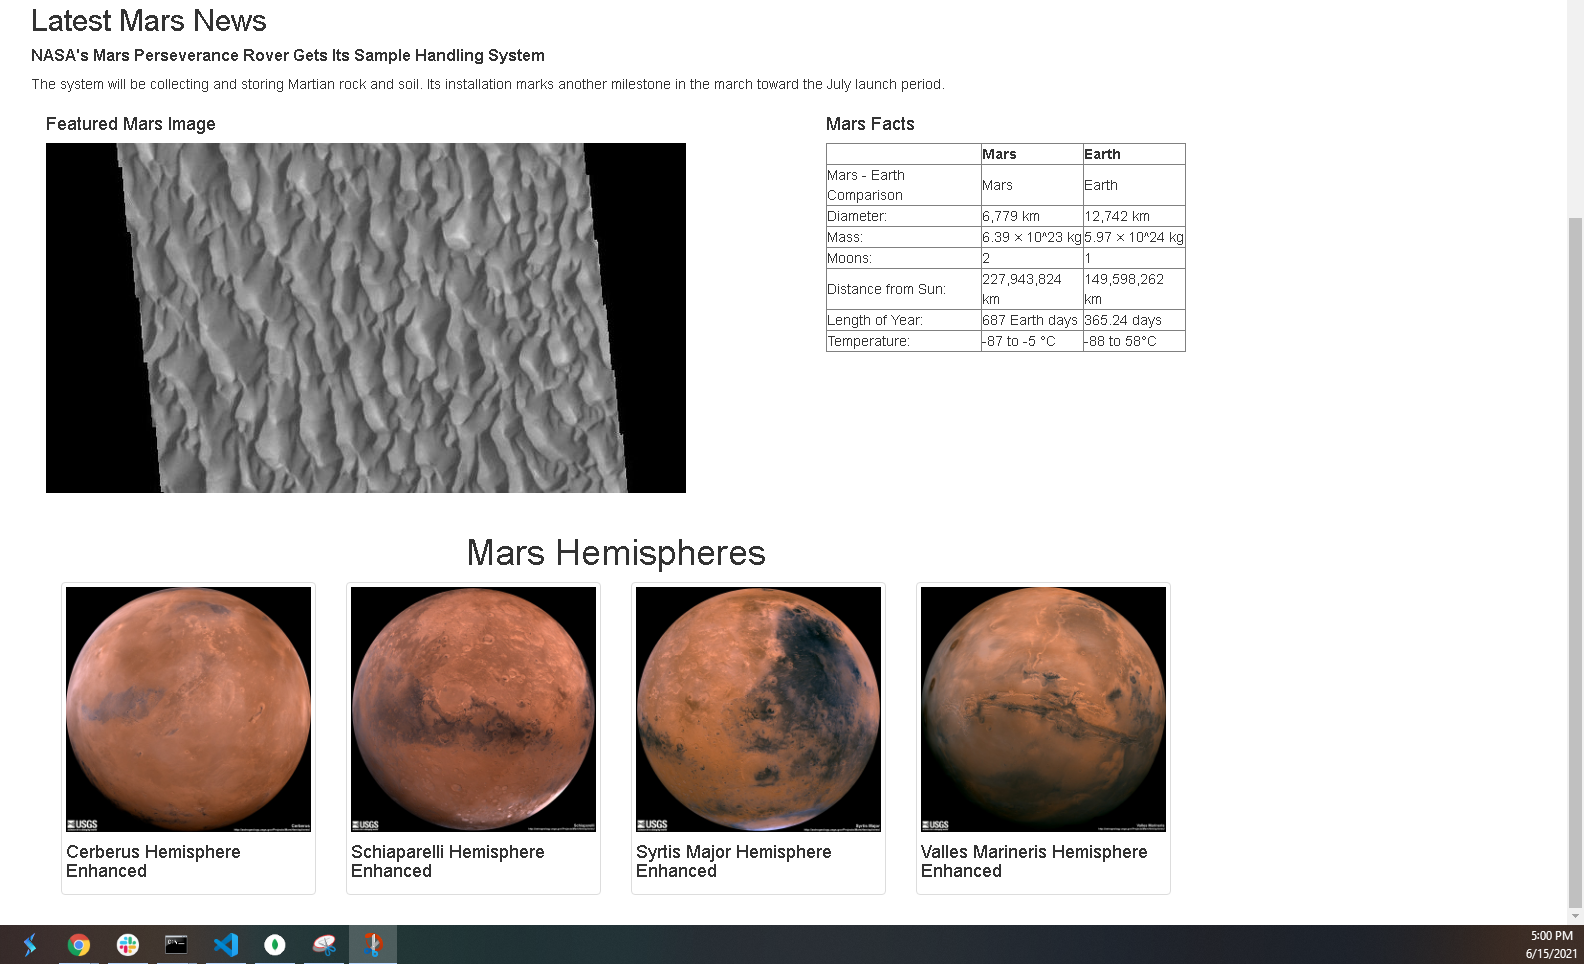 Latest Mars News
NASA's Mars Perseverance Rover Gets Its Sample Handling System
The system will be collecting and storing Martian rock and soil. Its installation marks another milestone in the march toward the July launch period.
Featured Mars Image
Mars Facts
Mars Earth
Mars - Earth
Comparison Mars Earth
Diameter: 6,779 km 12,742 km
Mass: 6.39 × 10^23 kg 5.97 × 10^24 kg
Moons: 2 1
Distance from Sun: 227,943,824
km 149,598,262
km
Length of Year: 687 Earth days 365.24 days
Temperature: -87 to -5 °C -88 to 58°C
Mars Hemispheres
USGS Cerberus
USGS Schiaparelli
USGS Syrtis Major
USGS Valles Marineris
Cerberus Hemisphere
Enhanced
Schiaparelli Hemisphere
Enhanced
Syrtis Major Hemisphere
Enhanced
Valles Marineris Hemisphere
Enhanced
5:00 PM
6/15/2021